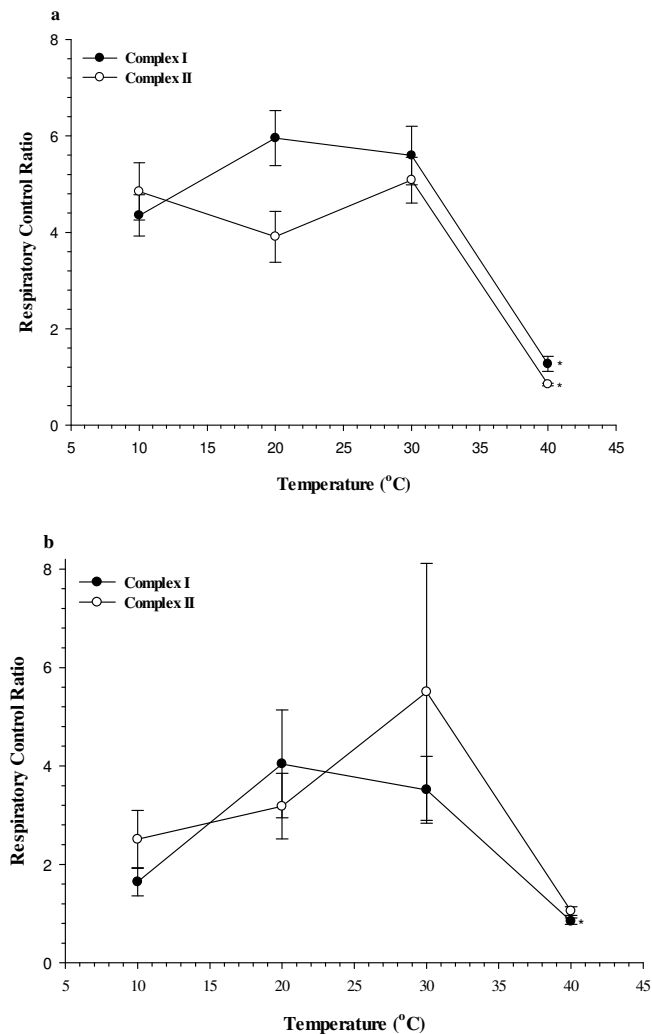 a
8
Complex I
Complex II
6
4
2
0
Respiratory Control Ratio
*
*
5 10 15 20 25 30 35 40 45
Temperature (°C)
b
8
Complex I
Complex II
6
4
2
0
Respiratory Control Ratio
*
5 10 15 20 25 30 35 40 45
Temperature (°C)